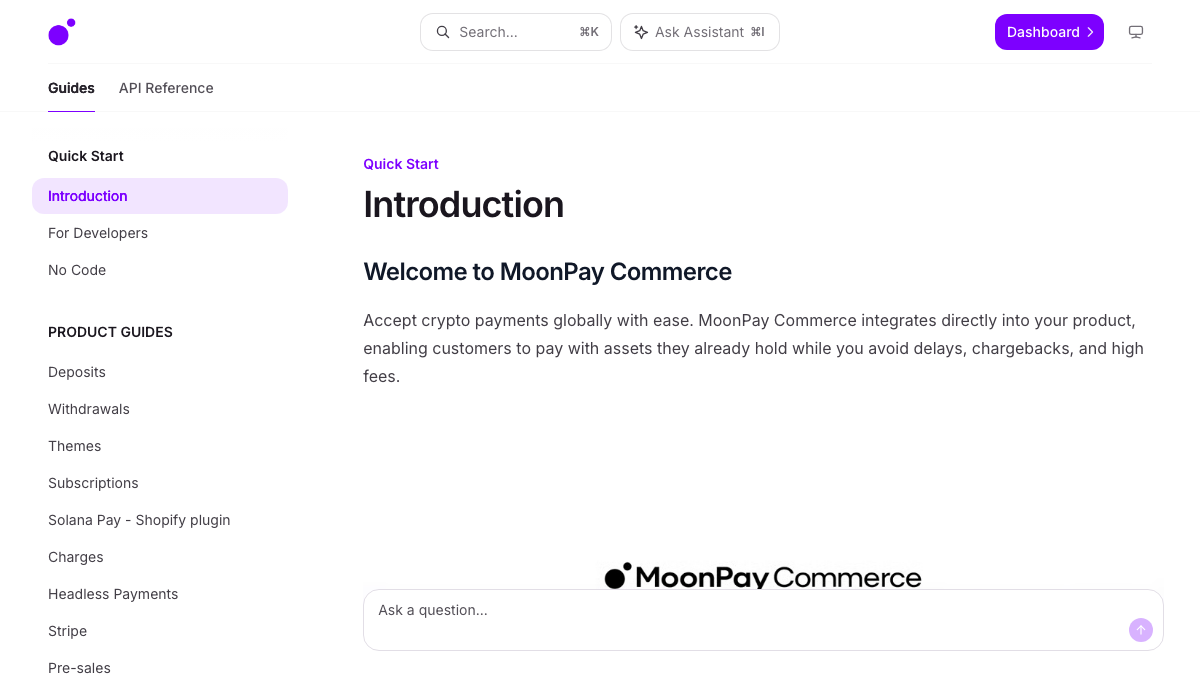 Search...
⌘K
Ask Assistant
⌘I
Dashboard
Guides
API Reference
Quick Start
Introduction
For Developers
No Code
PRODUCT GUIDES
Deposits
Withdrawals
Themes
Subscriptions
Solana Pay - Shopify plugin
Charges
Headless Payments
Stripe
Pre-sales
Quick Start
Introduction
Welcome to MoonPay Commerce
Accept crypto payments globally with ease. MoonPay Commerce integrates directly into your product,
enabling customers to pay with assets they already hold while you avoid delays, chargebacks, and high
fees.
MoonPay Commerce
Ask a question...